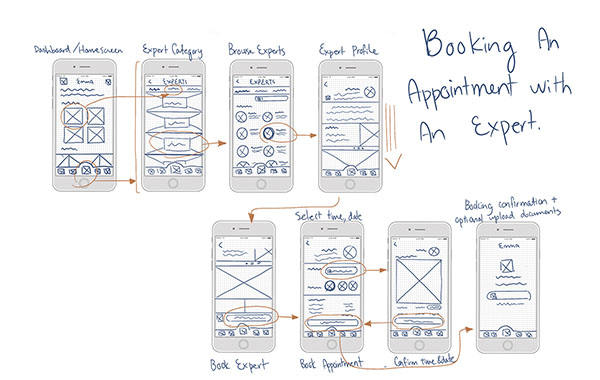 Booking An
Appointment with
An Expert.
Dashboard/Homescreen
Expert Category
Browse Experts
Expert Profile
Emma
EXPERTS
EXPERTS
Select time, date
Booking confirmation +
optional upload documents
Emma
Book Expert
Book Appointment
Confirm time&date